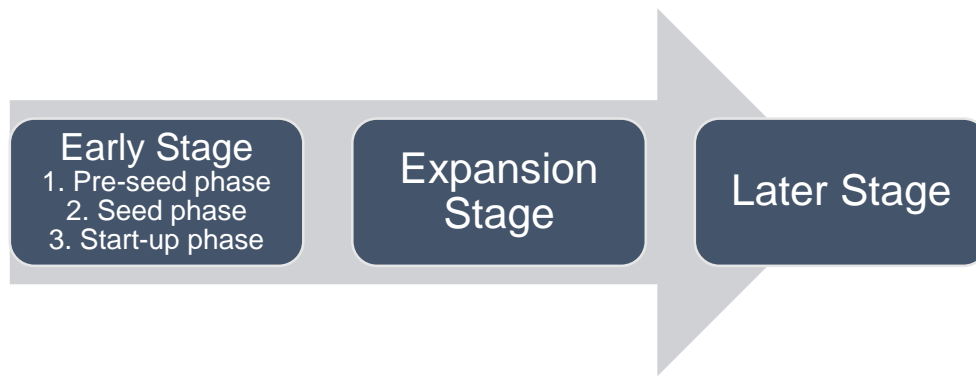 Early Stage
1. Pre-seed phase
2. Seed phase
3. Start-up phase
Expansion
Stage
Later Stage